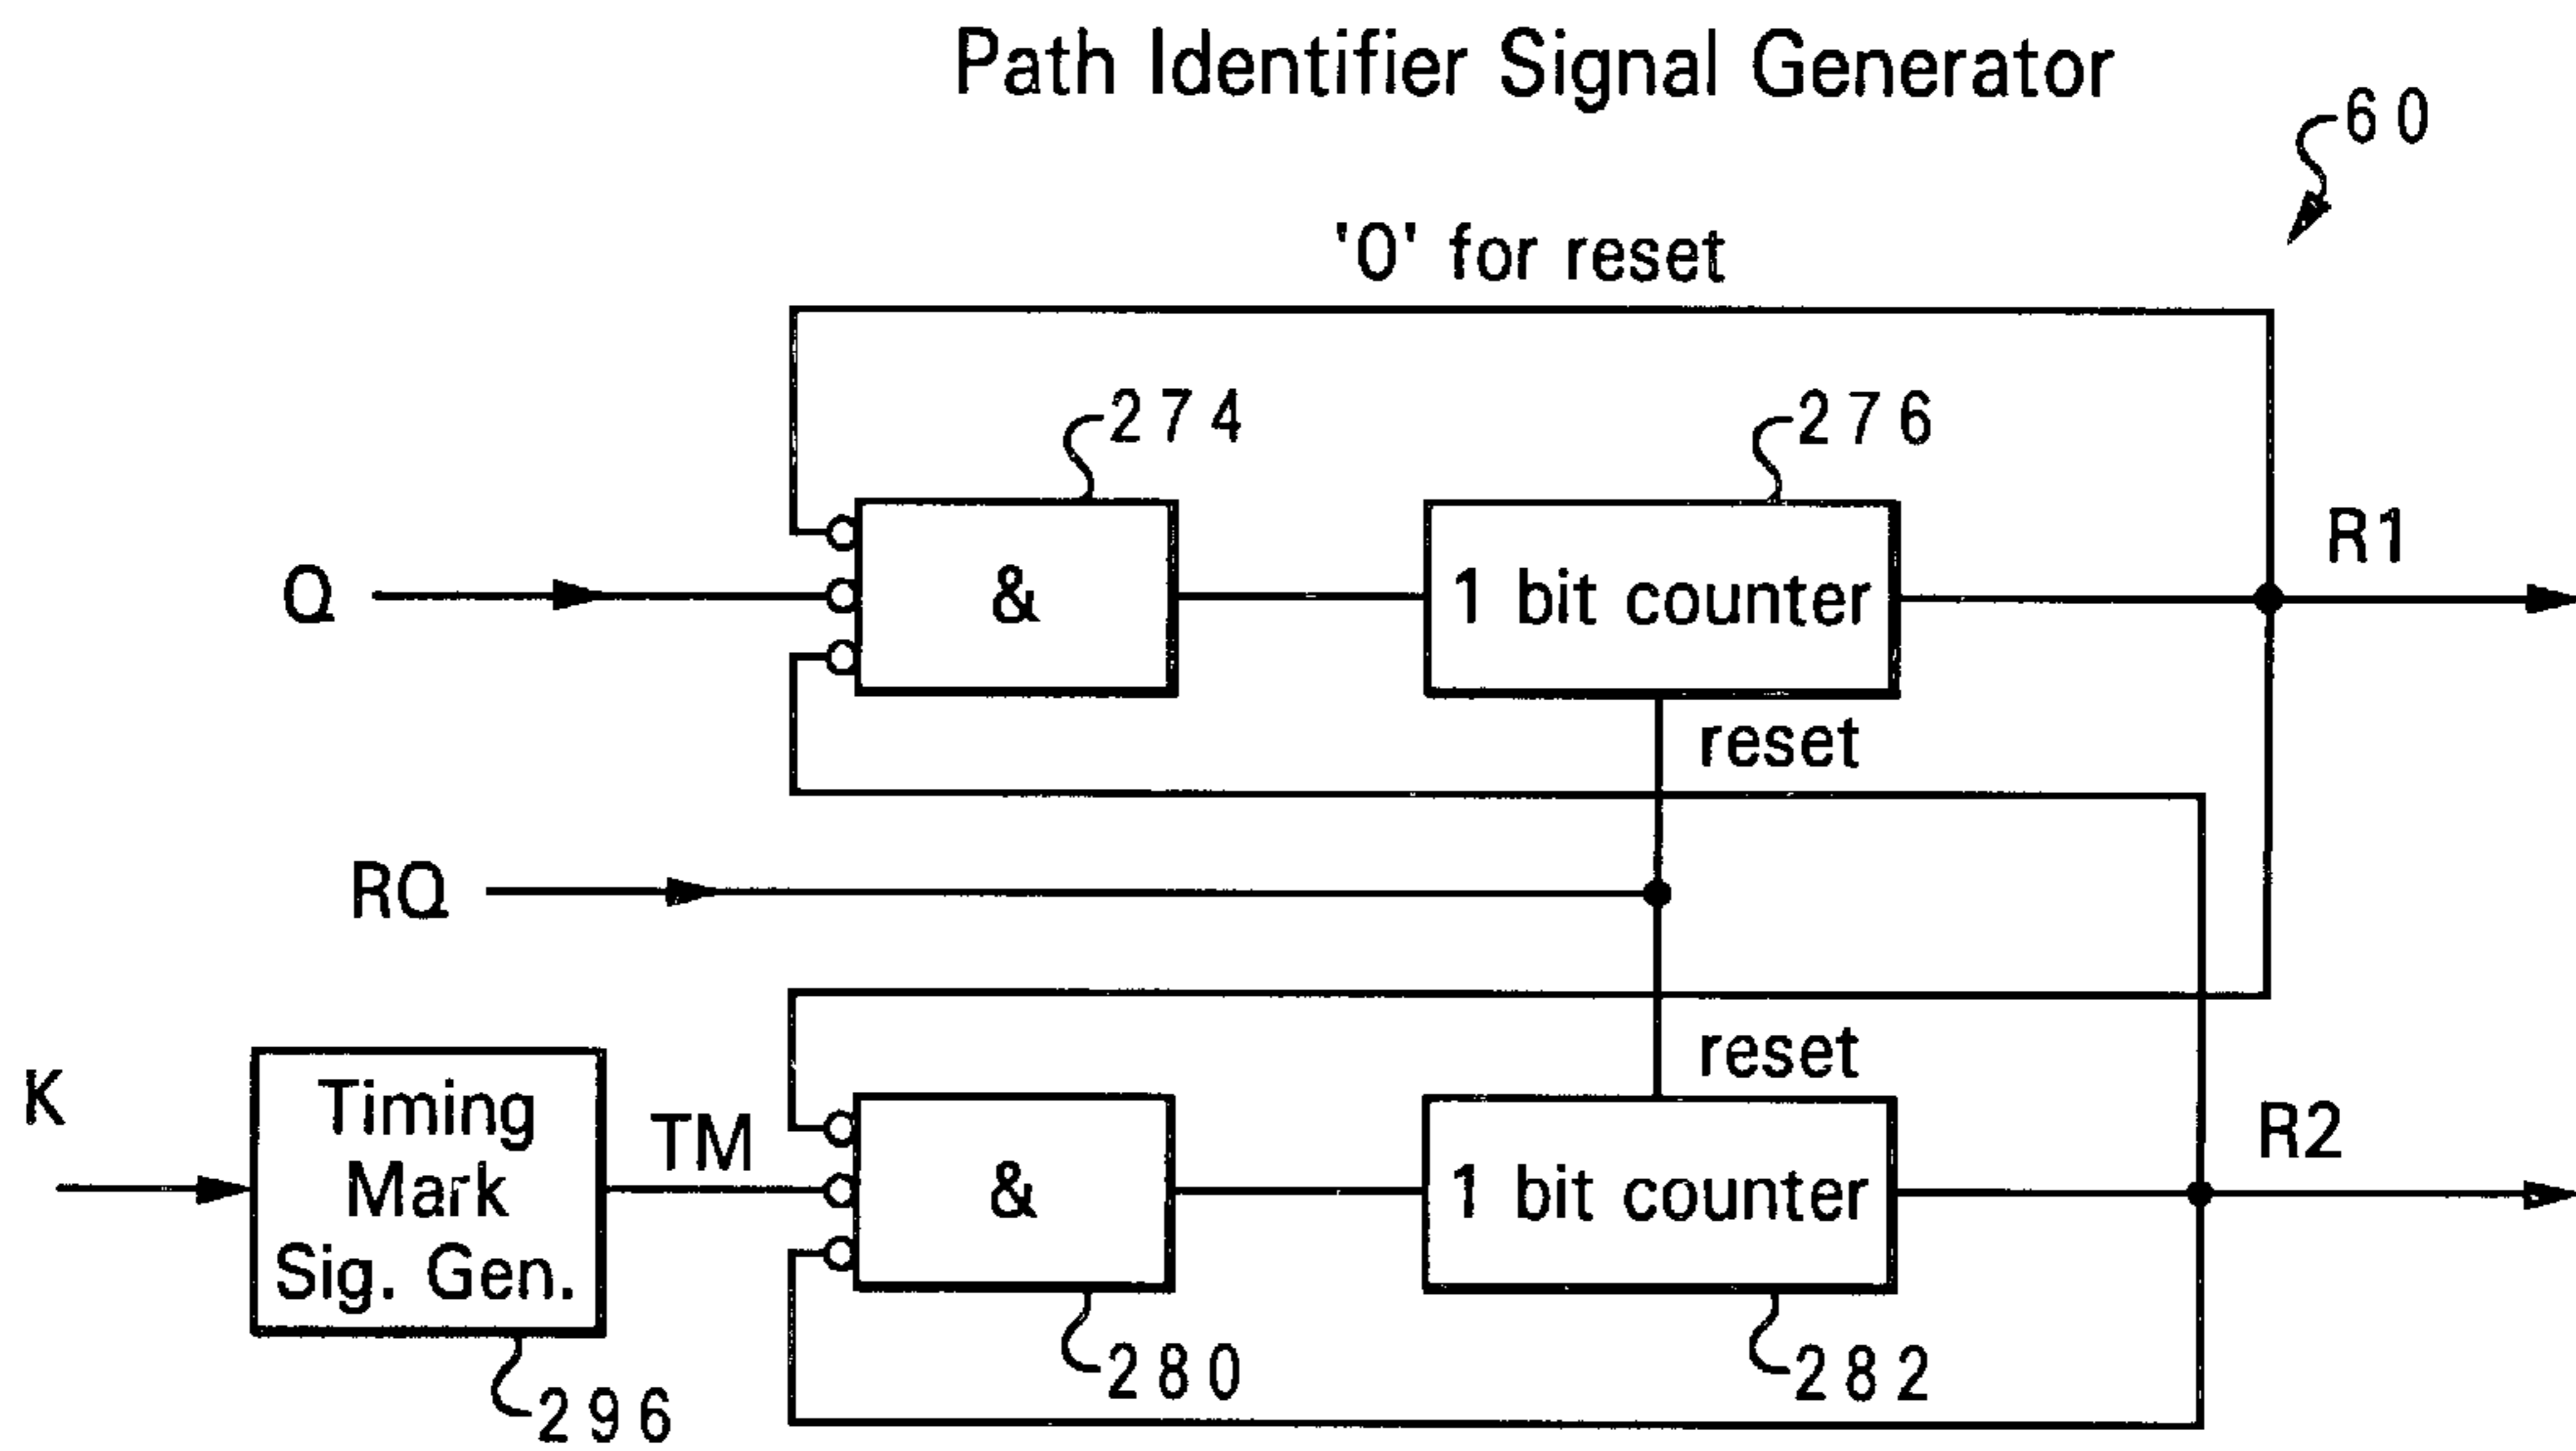 Path Identifier Signal Generator
60
'0' for reset
274
276
R1
Q
&
1 bit counter
reset
RQ
reset
K
Timing
Mark
Sig. Gen.
TM
&
1 bit counter
R2
280
282
296